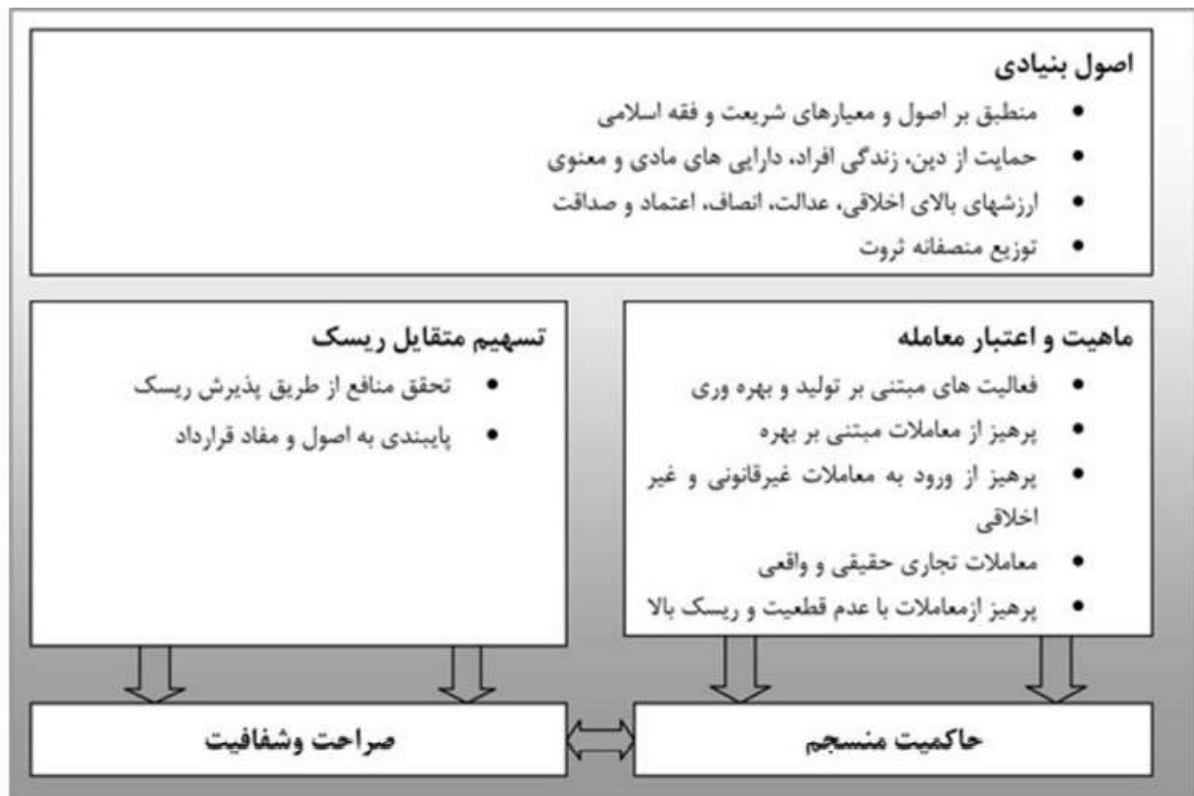 اصول بنیادی
• منطبق بر اصول و معیارهای شریعت و فقه اسلامی
• حمایت از دین، زندگی افراد، دارایی های مادی و معنوی
• ارزشهای بالای اخلاقی، عدالت، انصاف، اعتماد و صداقت
• توزیع منصفانه ثروت
ماهیت و اعتبار معامله
• فعالیت های مبتنی بر تولید و بهره وری
• پرهیز از معاملات مبتنی بر بهره
• پرهیز از ورود به معاملات غیرقانونی و غیر
اخلاقی
• معاملات تجاری حقیقی و واقعی
• پرهیز ازمعاملات با عدم قطعیت و ریسک بالا
تسهیم متقایل ریسک
• تحقق منافع از طریق پذیرش ریسک
• پایبندی به اصول و مفاد قرارداد
حاکمیت منسجم
صراحت وشفافیت